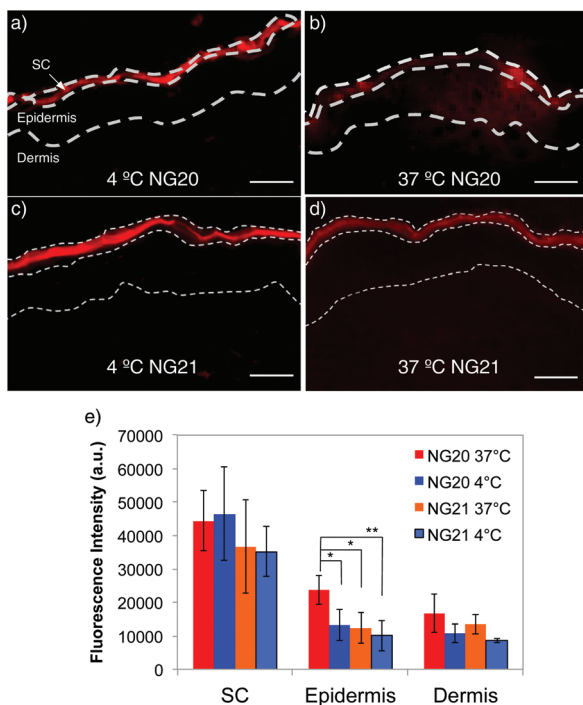 a)
SC
Epidermis
Dermis
4 ºC NG20
b)
37 ºC NG20
c)
4 ºC NG21
d)
37 ºC NG21
e)
Fluorescence Intensity (a.u.)
70000
60000
50000
40000
30000
20000
10000
0
NG20 37°C
NG20 4°C
NG21 37°C
NG21 4°C
**
*
*
SC
Epidermis
Dermis